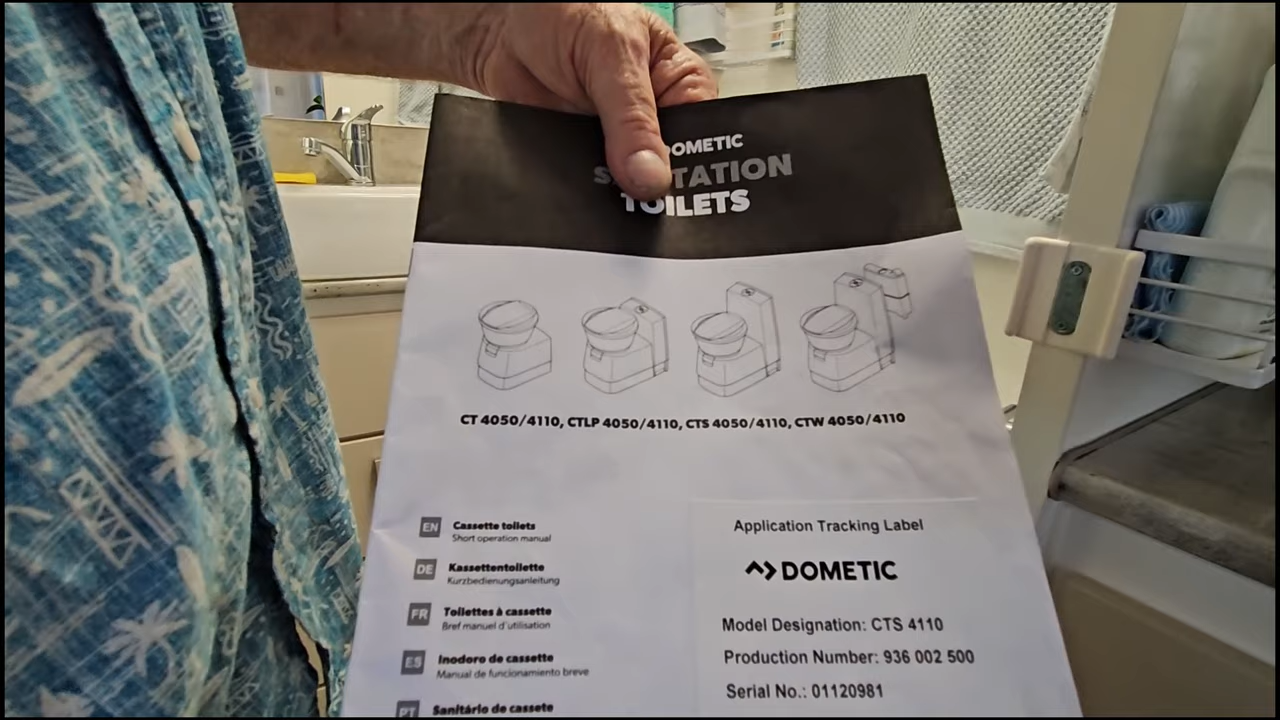 DOMETIC
TOILETS
CT 4050/4110, CTLP 4050/4110, CTS 4050/4110, CTW 4050/4110
EN Cassette toilets
Short operation manual
DE Kassettentoilette
Kurzbedienungsanleitung
FR Toilettes à cassette
Bref manuel d'utilisation
ES Inodoro de cassette
Manual de funcionamiento breve
PT Sanitário de cassete
Application Tracking Label
DOMETIC
Model Designation: CTS 4110
Production Number: 936 002 500
Serial No.: 01120981